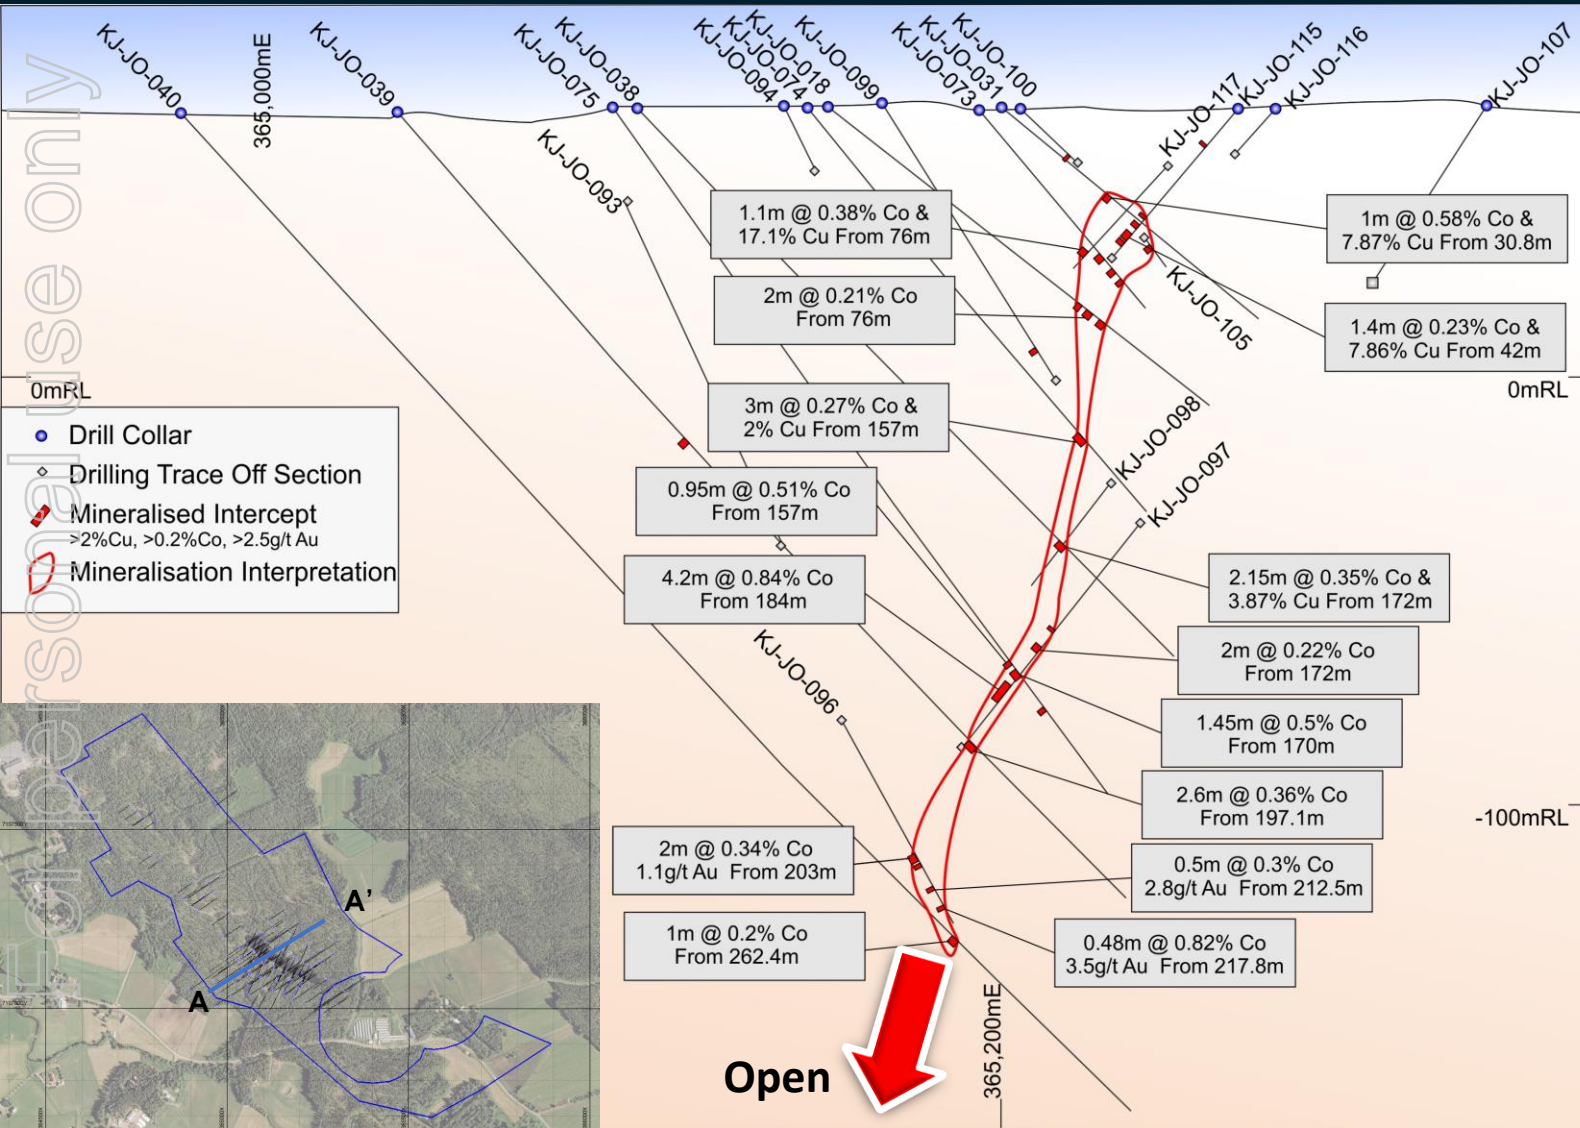 For personal use only
KJ-JO-040
365,000mE
KJ-JO-039
KJ-JO-075
KJ-JO-038
KJ-JO-094
KJ-JO-074
KJ-JO-018
KJ-JO-099
KJ-JO-073
KJ-JO-031
KJ-JO-100
KJ-JO-117
KJ-JO-115
KJ-JO-116
KJ-JO-107
KJ-JO-093
1.1m @ 0.38% Co &
17.1% Cu From 76m
1m @ 0.58% Co &
7.87% Cu From 30.8m
2m @ 0.21% Co
From 76m
KJ-JO-105
1.4m @ 0.23% Co &
7.86% Cu From 42m
0mRL
0mRL
Drill Collar
Drilling Trace Off Section
Mineralised Intercept
>2%Cu, >0.2%Co, >2.5g/t Au
Mineralisation Interpretation
3m @ 0.27% Co &
2% Cu From 157m
KJ-JO-098
KJ-JO-097
0.95m @ 0.51% Co
From 157m
4.2m @ 0.84% Co
From 184m
2.15m @ 0.35% Co &
3.87% Cu From 172m
KJ-JO-096
2m @ 0.22% Co
From 172m
1.45m @ 0.5% Co
From 170m
2.6m @ 0.36% Co
From 197.1m
-100mRL
2m @ 0.34% Co
1.1g/t Au From 203m
0.5m @ 0.3% Co
2.8g/t Au From 212.5m
1m @ 0.2% Co
From 262.4m
0.48m @ 0.82% Co
3.5g/t Au From 217.8m
365,200mE
Open
A'
A